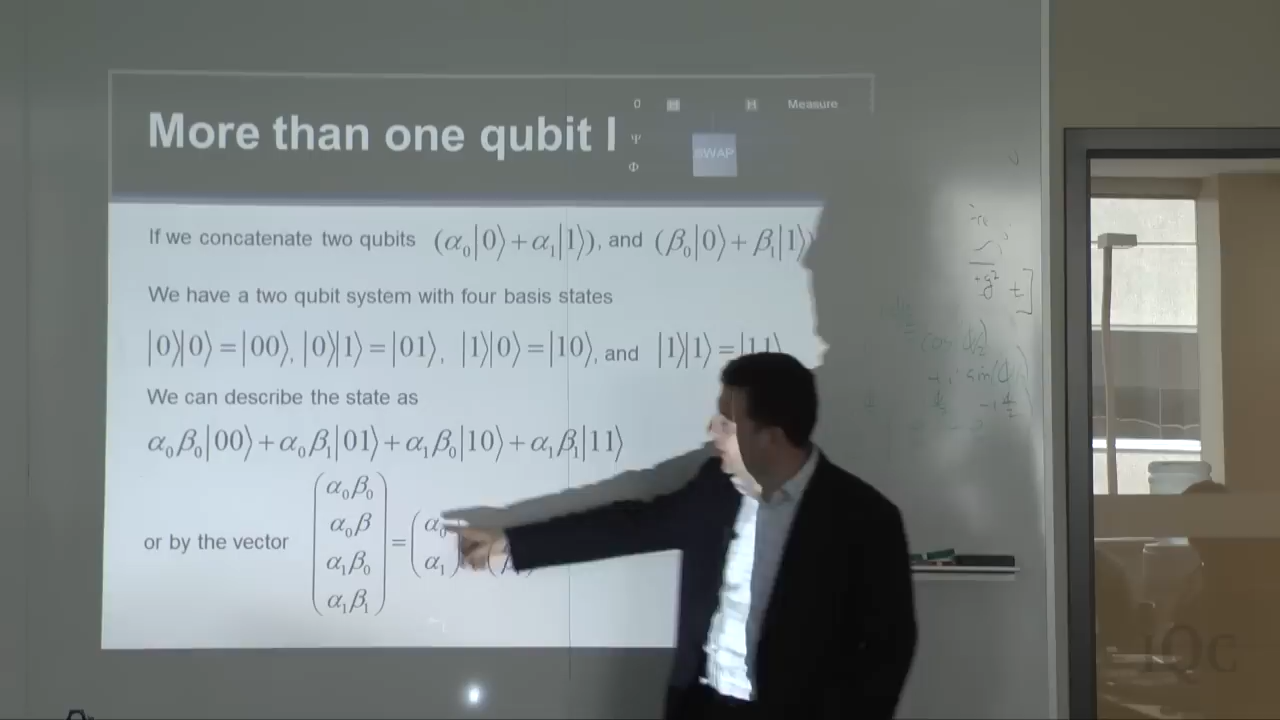 More than one qubit I
0 H H Measure
Ψ SWAP
Φ
If we concatenate two qubits (α₀|0⟩+α₁|1⟩), and (β₀|0⟩+β₁|1⟩)
We have a two qubit system with four basis states
|0⟩|0⟩=|00⟩, |0⟩|1⟩=|01⟩, |1⟩|0⟩=|10⟩, and |1⟩|1⟩=|11⟩
We can describe the state as
α₀β₀|00⟩+α₀β₁|01⟩+α₁β₀|10⟩+α₁β₁|11⟩
α₀β₀
α₀β α₀
or by the vector =
α₁β₀ α₁
α₁β₁
IQC